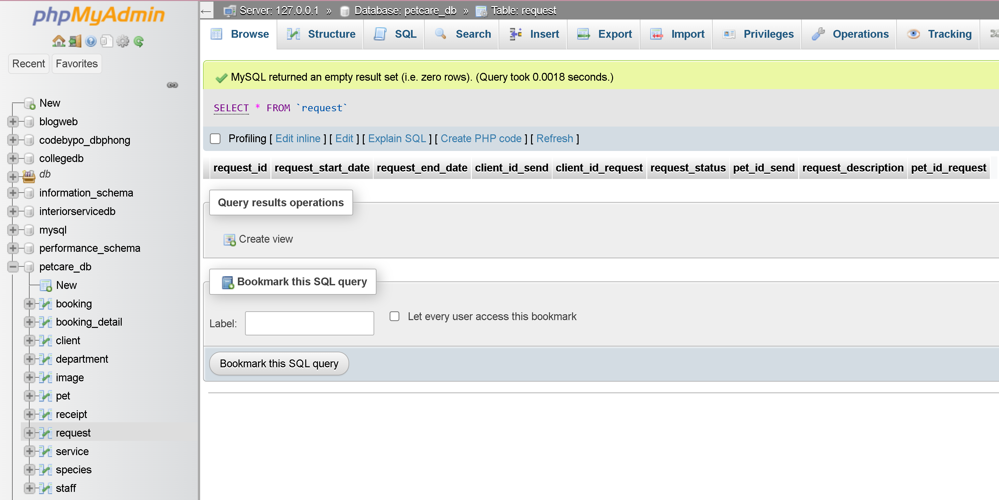 phpMyAdmin
Recent Favorites
New
blogweb
codebypo_dbphong
collegedb
db
information_schema
interiorservicedb
mysql
performance_schema
petcare_db
New
booking
booking_detail
client
department
image
pet
receipt
request
service
species
staff
Server: 127.0.0.1 » Database: petcare_db » Table: request
Browse Structure SQL Search Insert Export Import Privileges Operations Tracking
MySQL returned an empty result set (i.e. zero rows). (Query took 0.0018 seconds.)
SELECT * FROM `request`
Profiling [ Edit inline ] [ Edit ] [ Explain SQL ] [ Create PHP code ] [ Refresh ]
request_id request_start_date request_end_date client_id_send client_id_request request_status pet_id_send request_description pet_id_request
Query results operations
Create view
Bookmark this SQL query
Label: Let every user access this bookmark
Bookmark this SQL query